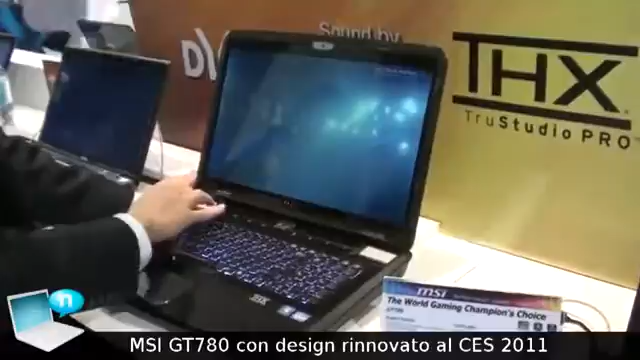 Sound by
THX
TruStudio PRO
msi
The World Gaming Champion's Choice
GT780
n
MSI GT780 con design rinnovato al CES 2011